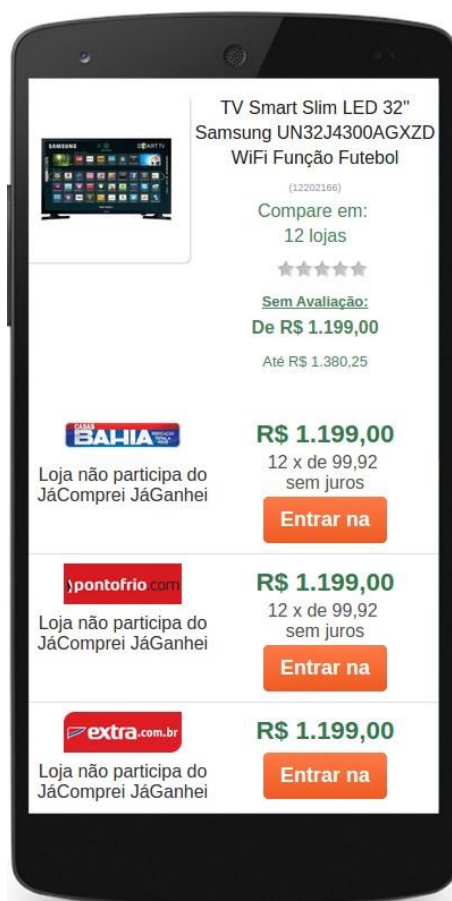 TV Smart Slim LED 32"
Samsung UN32J4300AGXZD
WiFi Função Futebol
(12202166)
SAMSUNG
SMART TV
Compare em:
12 lojas
Sem Avaliação:
De R$ 1.199,00
Até R$ 1.380,25
CASAS
BAHIA
Loja não participa do
JáComprei JáGanhei
R$ 1.199,00
12 x de 99,92
sem juros
Entrar na
pontofrio.com
Loja não participa do
JáComprei JáGanhei
R$ 1.199,00
12 x de 99,92
sem juros
Entrar na
extra.com.br
Loja não participa do
JáComprei JáGanhei
R$ 1.199,00
Entrar na